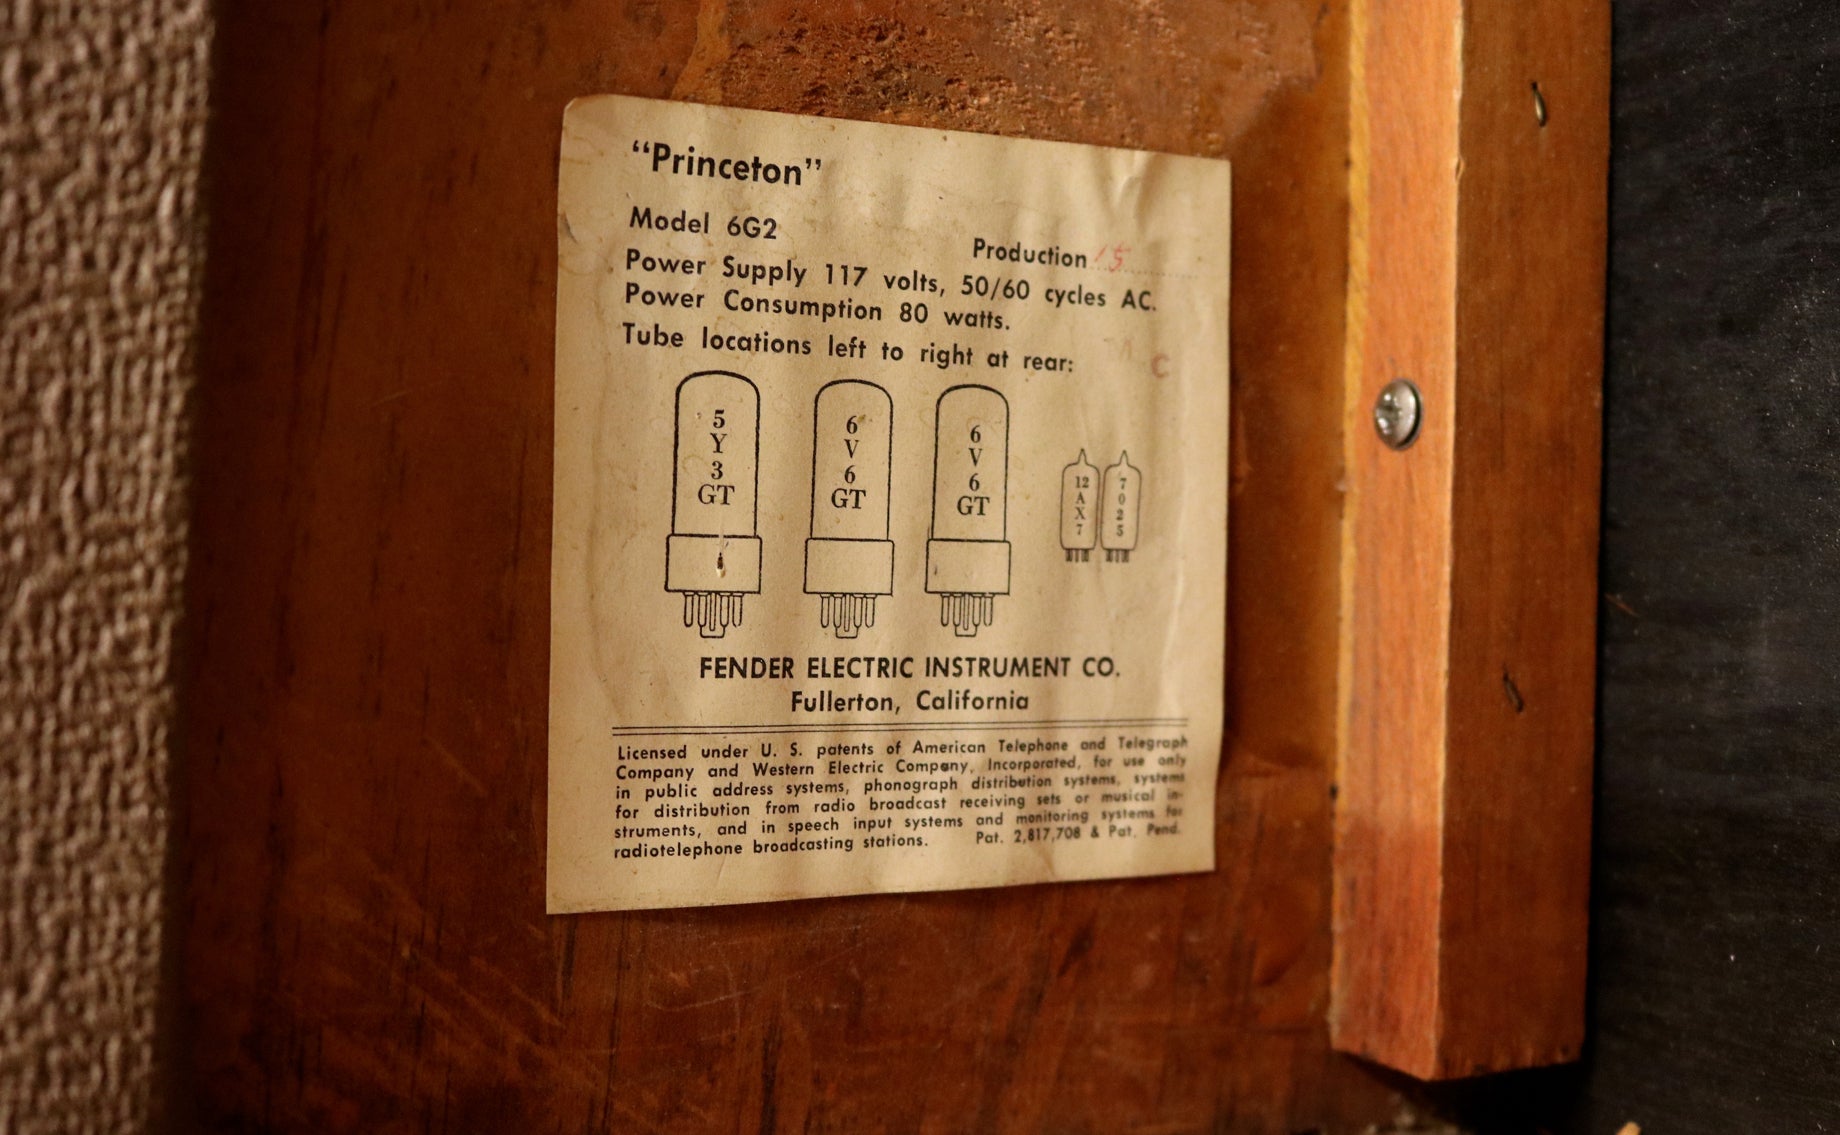 “Princeton”
Model 6G2
Production 15
Power Supply 117 volts, 50/60 cycles AC.
Power Consumption 80 watts.
Tube locations left to right at rear:
C
5
Y
3
GT
6
V
6
GT
6
V
6
GT
12
A
X
7
7
0
2
5
FENDER ELECTRIC INSTRUMENT CO.
Fullerton, California
Licensed under U. S. patents of American Telephone and Telegraph
Company and Western Electric Company, Incorporated, for use only
in public address systems, phonograph distribution systems, systems
for distribution from radio broadcast receiving sets or musical in-
struments, and in speech input systems and monitoring systems for
radiotelephone broadcasting stations. Pat. 2,817,708 & Pat. Pend.